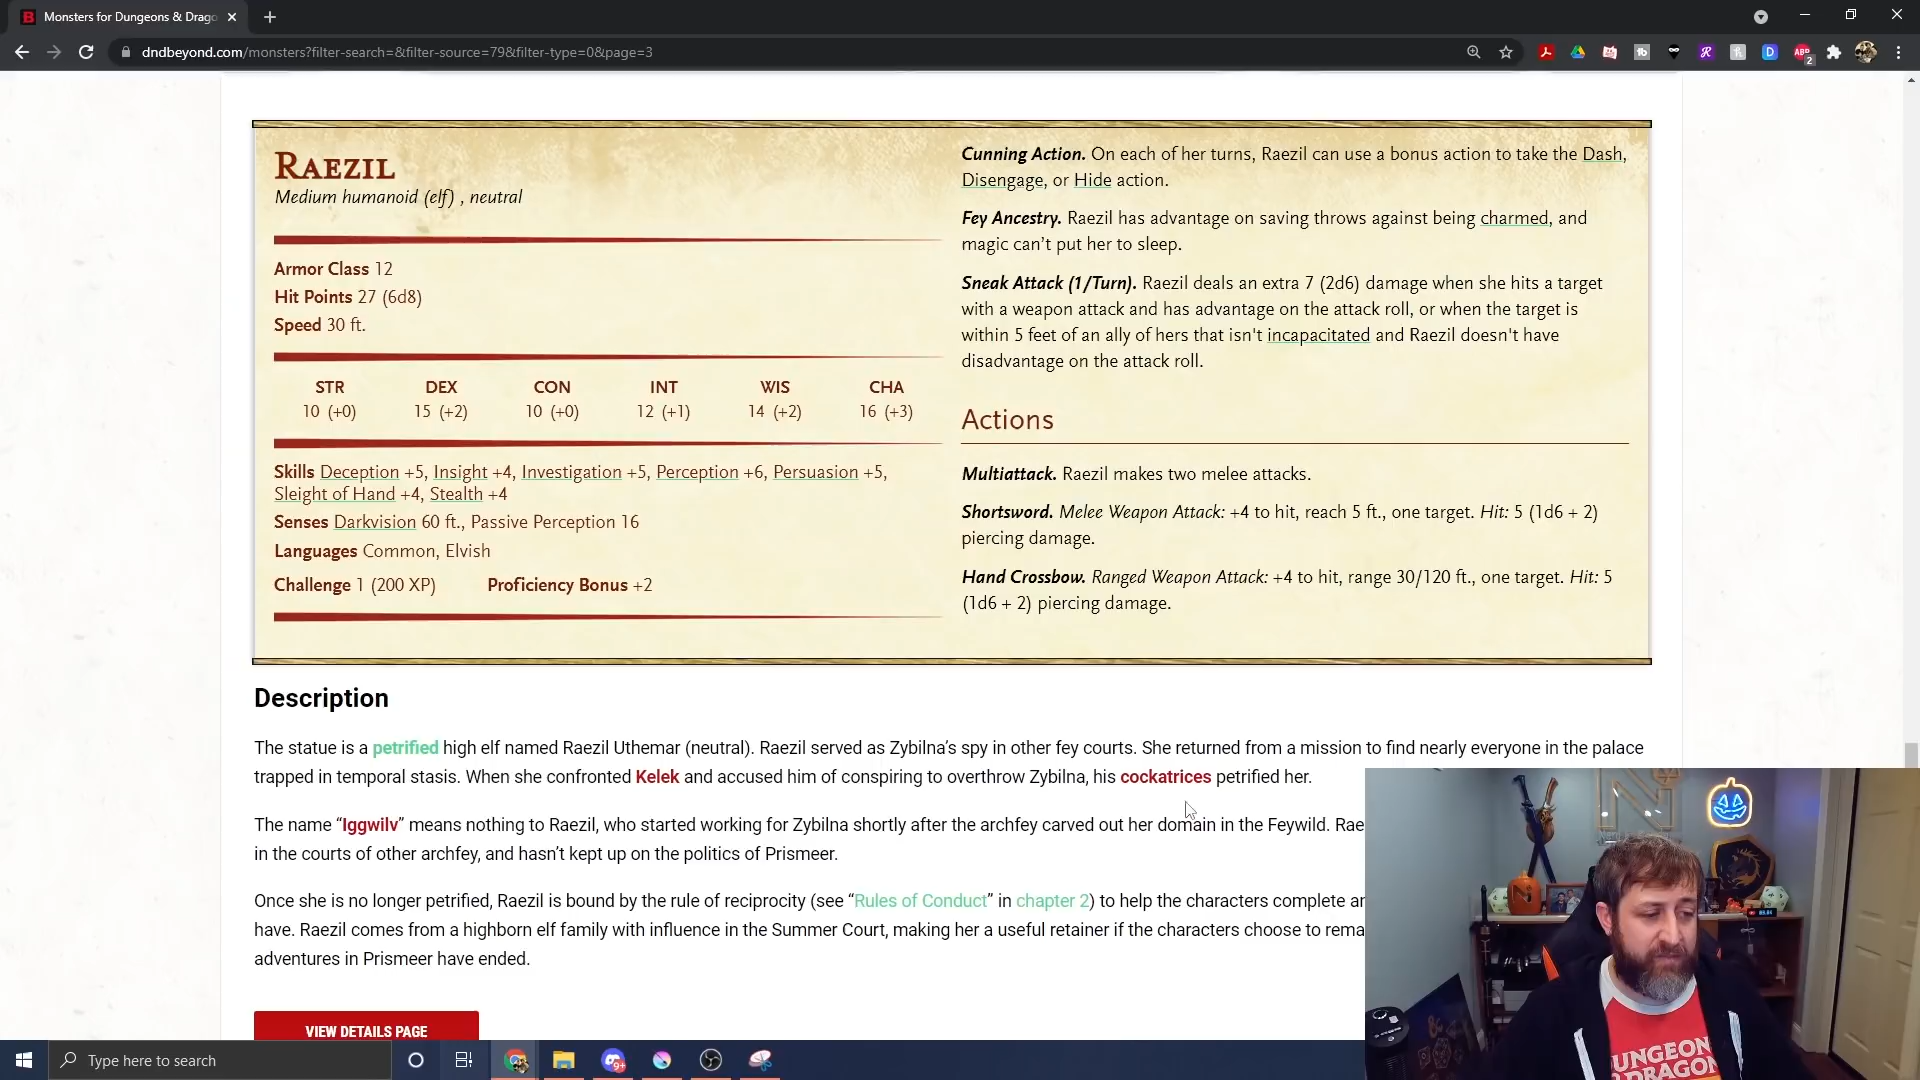 Monsters for Dungeons & Drago
dndbeyond.com/monsters?filter-search=&filter-source=79&filter-type=0&page=3
RAEZIL
Medium humanoid (elf) , neutral
Armor Class 12
Hit Points 27 (6d8)
Speed 30 ft.
STR DEX CON INT WIS CHA
10 (+0) 15 (+2) 10 (+0) 12 (+1) 14 (+2) 16 (+3)
Skills Deception +5, Insight +4, Investigation +5, Perception +6, Persuasion +5,
Sleight of Hand +4, Stealth +4
Senses Darkvision 60 ft., Passive Perception 16
Languages Common, Elvish
Challenge 1 (200 XP) Proficiency Bonus +2
Cunning Action. On each of her turns, Raezil can use a bonus action to take the Dash,
Disengage, or Hide action.
Fey Ancestry. Raezil has advantage on saving throws against being charmed, and
magic can’t put her to sleep.
Sneak Attack (1/Turn). Raezil deals an extra 7 (2d6) damage when she hits a target
with a weapon attack and has advantage on the attack roll, or when the target is
within 5 feet of an ally of hers that isn't incapacitated and Raezil doesn't have
disadvantage on the attack roll.
Actions
Multiattack. Raezil makes two melee attacks.
Shortsword. Melee Weapon Attack: +4 to hit, reach 5 ft., one target. Hit: 5 (1d6 + 2)
piercing damage.
Hand Crossbow. Ranged Weapon Attack: +4 to hit, range 30/120 ft., one target. Hit: 5
(1d6 + 2) piercing damage.
Description
The statue is a petrified high elf named Raezil Uthemar (neutral). Raezil served as Zybilna’s spy in other fey courts. She returned from a mission to find nearly everyone in the palace
trapped in temporal stasis. When she confronted Kelek and accused him of conspiring to overthrow Zybilna, his cockatrices petrified her.
The name “Iggwilv” means nothing to Raezil, who started working for Zybilna shortly after the archfey carved out her domain in the Feywild. Rae
in the courts of other archfey, and hasn’t kept up on the politics of Prismeer.
Once she is no longer petrified, Raezil is bound by the rule of reciprocity (see “Rules of Conduct” in chapter 2) to help the characters complete an
have. Raezil comes from a highborn elf family with influence in the Summer Court, making her a useful retainer if the characters choose to rema
adventures in Prismeer have ended.
VIEW DETAILS PAGE
UNGEON
DRAGON
Type here to search